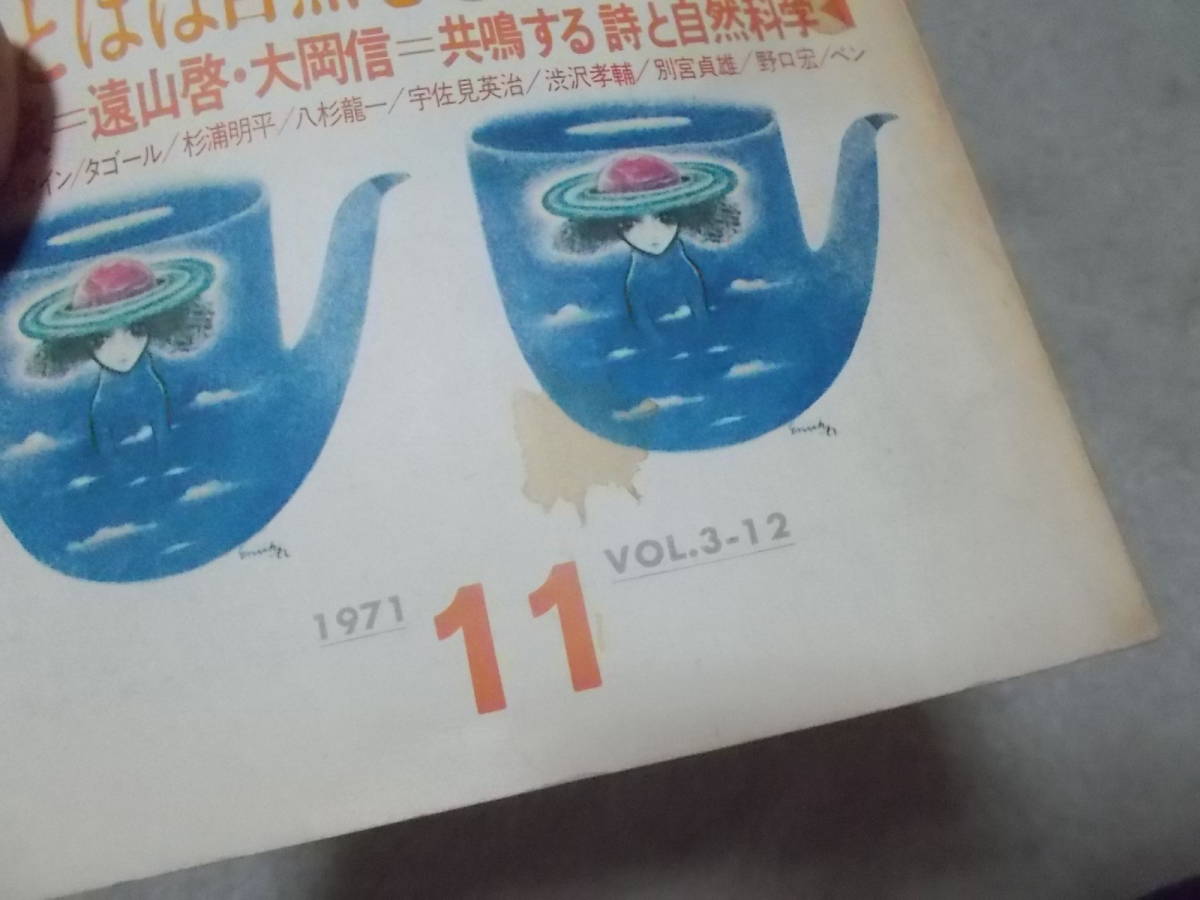 とばは自然を
=遠山啓・大岡信=共鳴する詩と自然科学
イン/タゴール/杉浦明平/八杉龍一/宇佐見英治/渋沢孝輔/別宮貞雄/野口宏/ペン
1971 11 VOL.3-12